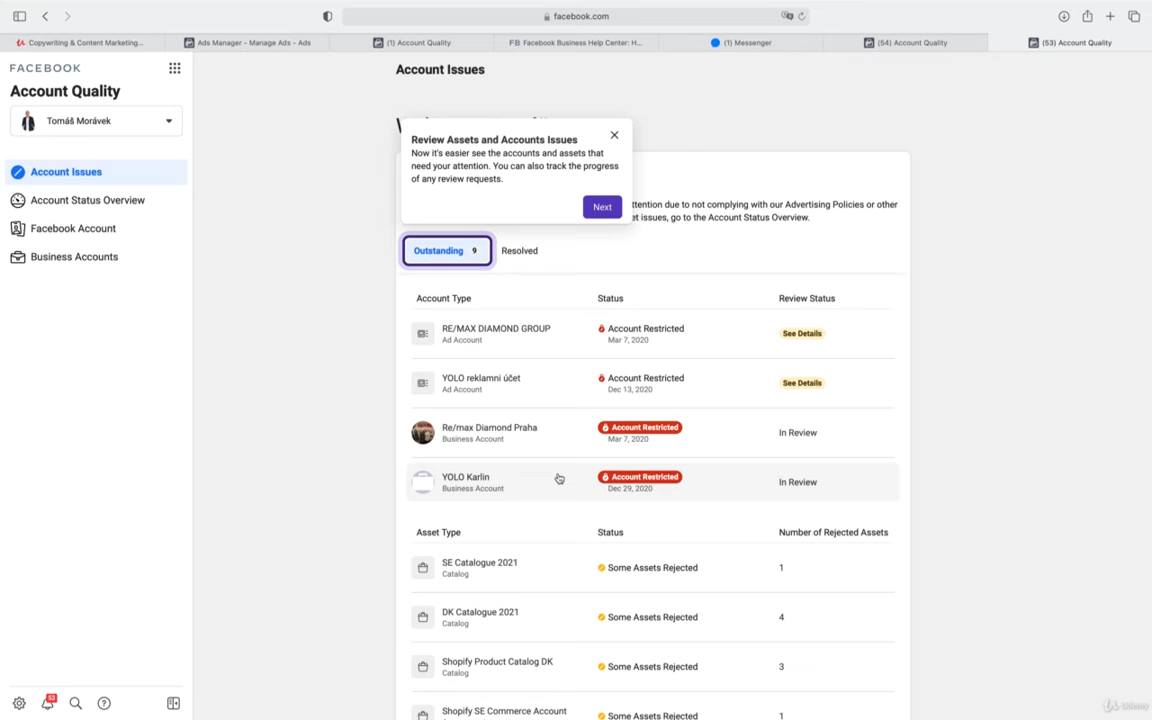 facebook.com
Copywriting & Content Marketing...
Ads Manager - Manage Ads - Ads
(1) Account Quality
FB Facebook Business Help Center: H...
(1) Messenger
(54) Account Quality
(53) Account Quality
FACEBOOK
Account Quality
Tomáš Morávek
Account Issues
Account Status Overview
Facebook Account
Business Accounts
53
Account Issues
Review Assets and Accounts Issues
Now it's easier see the accounts and assets that
need your attention. You can also track the progress
of any review requests.
Next
ttention due to not complying with our Advertising Policies or other
et issues, go to the Account Status Overview.
Outstanding 9
Resolved
Account Type Status Review Status
RE/MAX DIAMOND GROUP Account Restricted See Details
Ad Account Mar 7, 2020
YOLO reklamni účet Account Restricted See Details
Ad Account Dec 13, 2020
Re/max Diamond Praha Account Restricted In Review
Business Account Mar 7, 2020
YOLO Karlin Account Restricted In Review
Business Account Dec 29, 2020
Asset Type Status Number of Rejected Assets
SE Catalogue 2021 Some Assets Rejected 1
Catalog
DK Catalogue 2021 Some Assets Rejected 4
Catalog
Shopify Product Catalog DK Some Assets Rejected 3
Catalog
Shopify SE Commerce Account Some Assets Rejected 1
Udemy